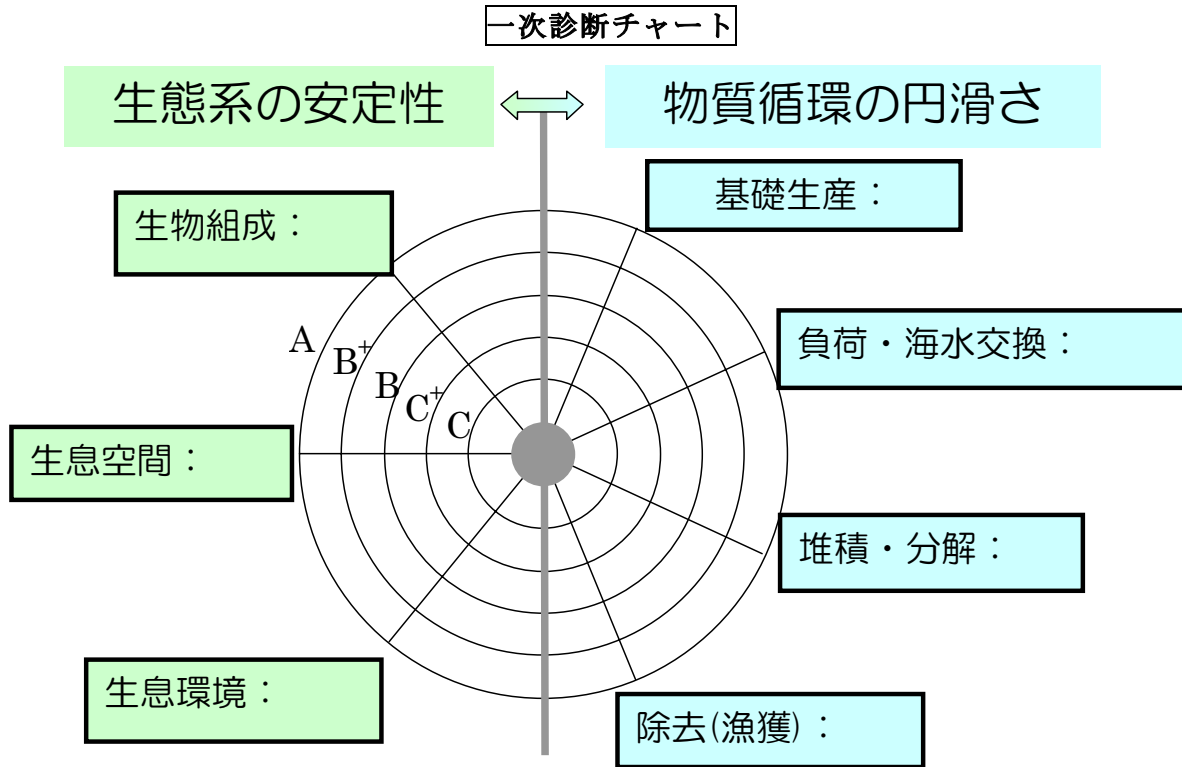 一次診断チャート
生態系の安定性
物質循環の円滑さ
基礎生産：
生物組成：
負荷・海水交換：
A
B+
B
C+
C
生息空間：
堆積・分解：
生息環境：
除去(漁獲)：